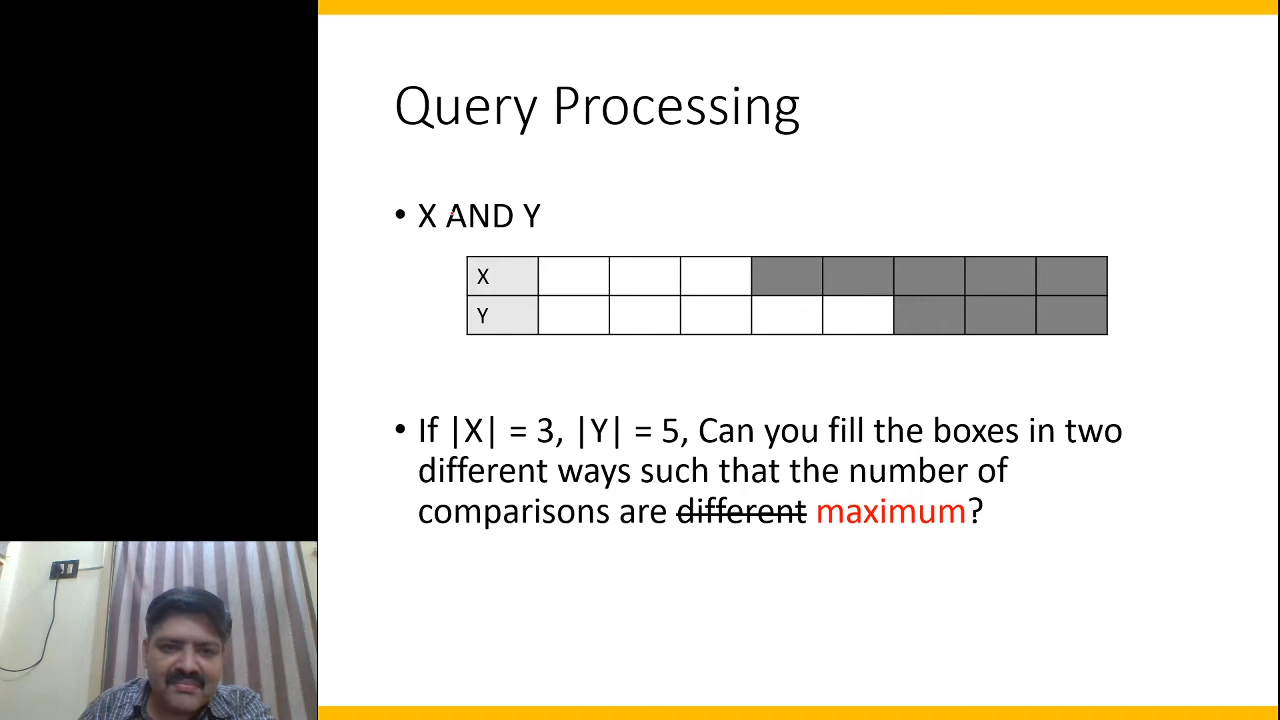 Query Processing
• X AND Y
X
Y
• If |X| = 3, |Y| = 5, Can you fill the boxes in two
different ways such that the number of
comparisons are different maximum?